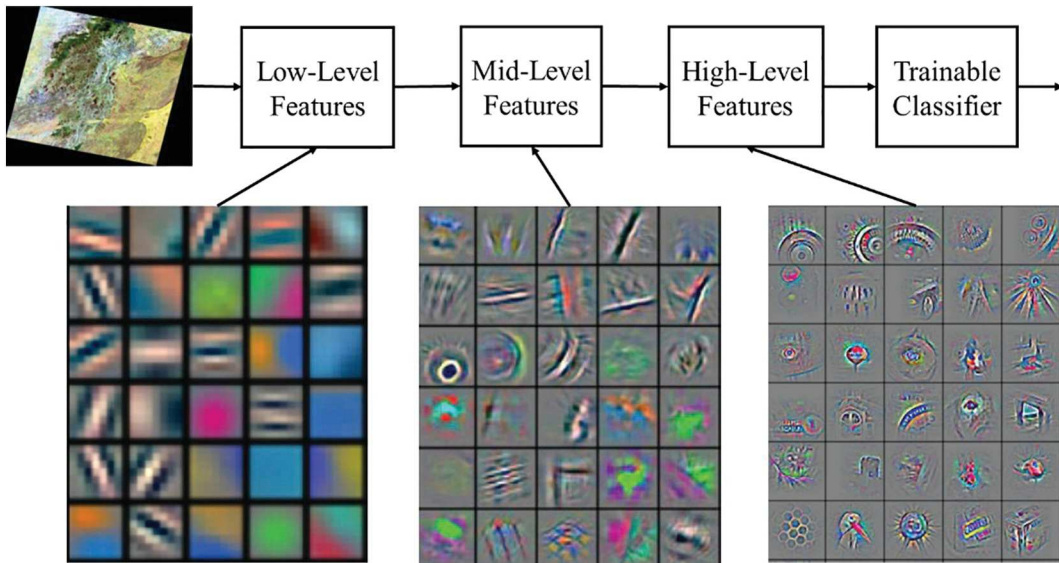 Low-Level
Features
Mid-Level
Features
High-Level
Features
Trainable
Classifier